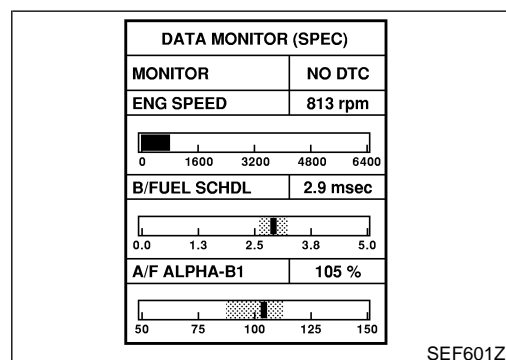 DATA MONITOR (SPEC)
MONITOR NO DTC
ENG SPEED 813 rpm
0 1600 3200 4800 6400
B/FUEL SCHDL 2.9 msec
0.0 1.3 2.5 3.8 5.0
A/F ALPHA-B1 105 %
50 75 100 125 150
SEF601Z